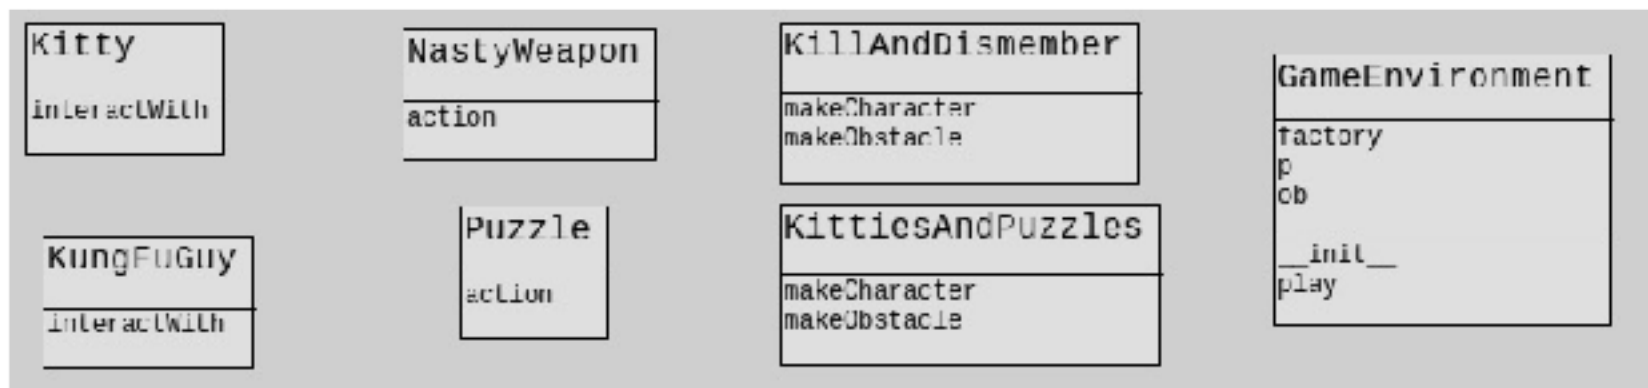 Kitty
interactWith
NastyWeapon
action
KillAndDismember
makeCharacter
makeObstacle
GameEnvironment
factory
p
ob
__init__
play
KungFuGuy
interactWith
Puzzle
action
KittiesAndPuzzles
makeCharacter
makeObstacle